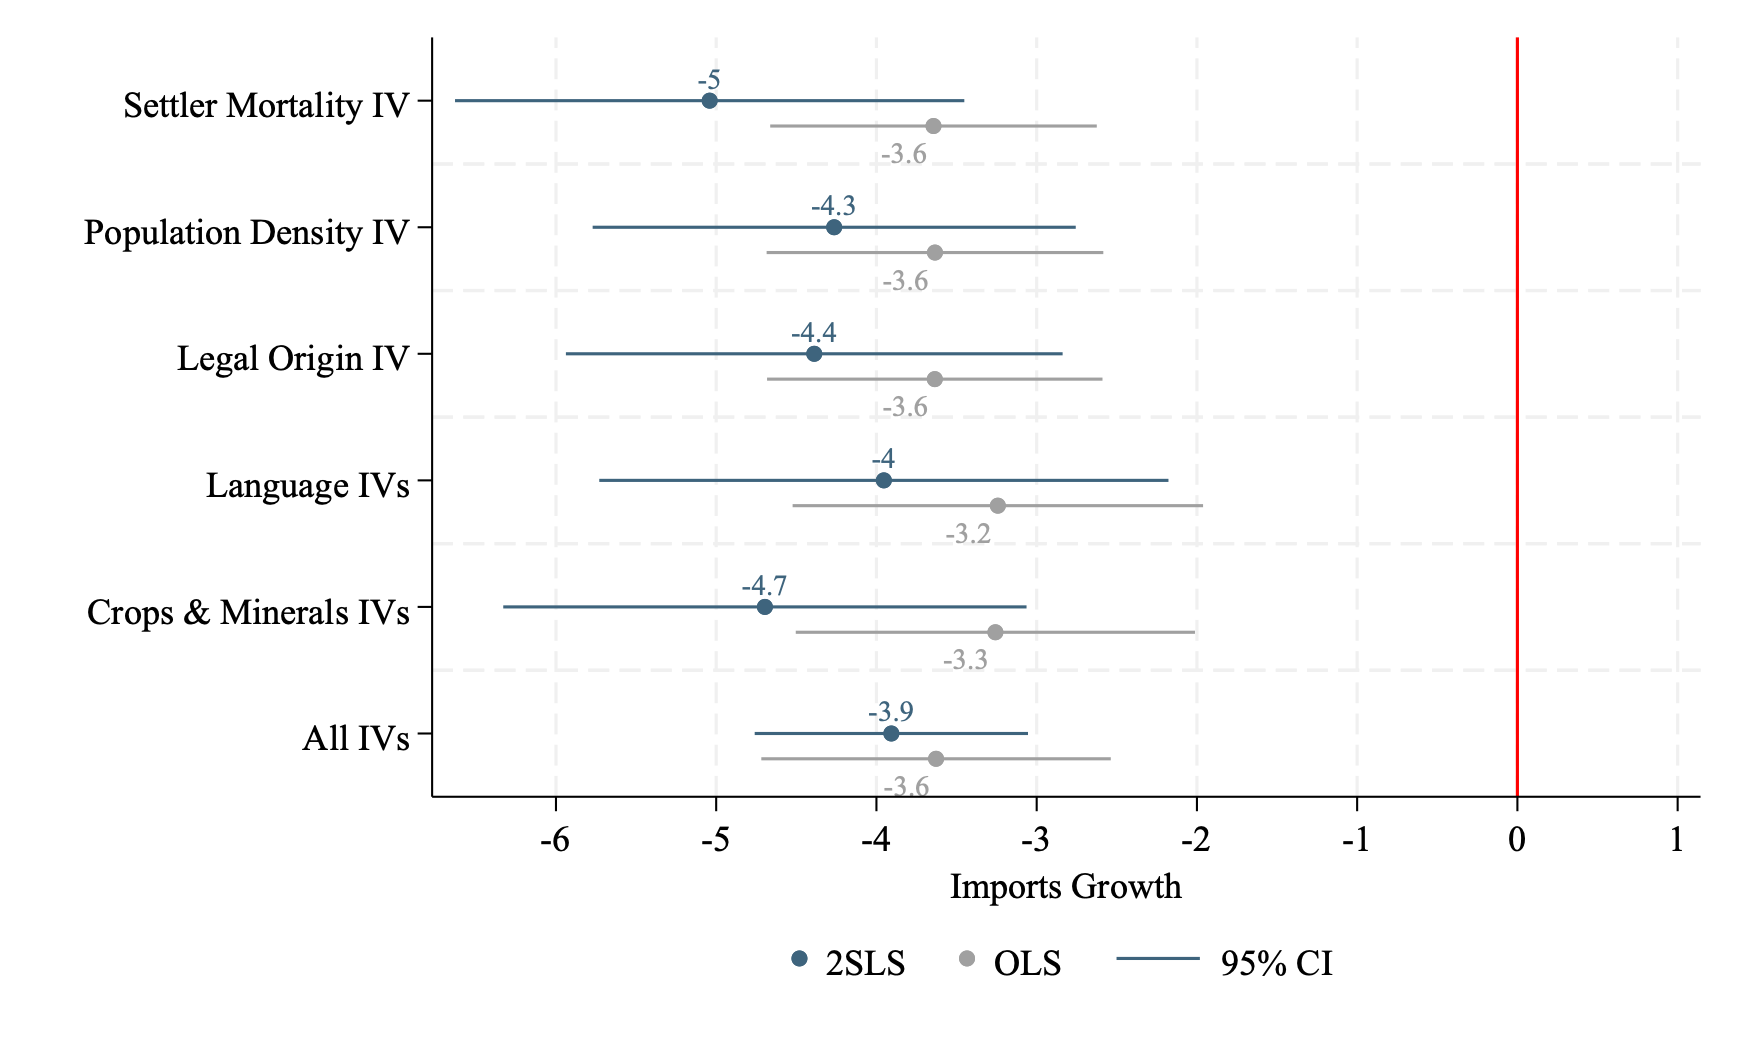 Settler Mortality IV
-5
-3.6
Population Density IV
-4.3
-3.6
Legal Origin IV
-4.4
-3.6
Language IVs
-4
-3.2
Crops & Minerals IVs
-4.7
-3.3
All IVs
-3.9
-3.6
-6 -5 -4 -3 -2 -1 0 1
Imports Growth
2SLS OLS 95% CI